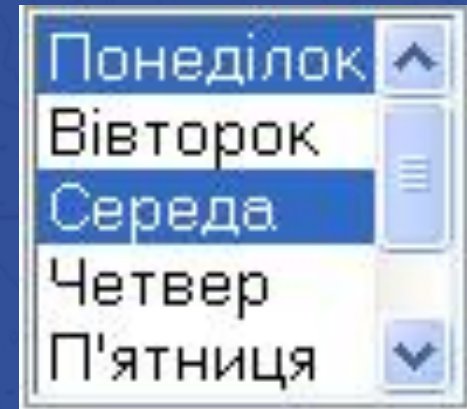 Понеділок
Вівторок
Середа
Четвер
П'ятниця